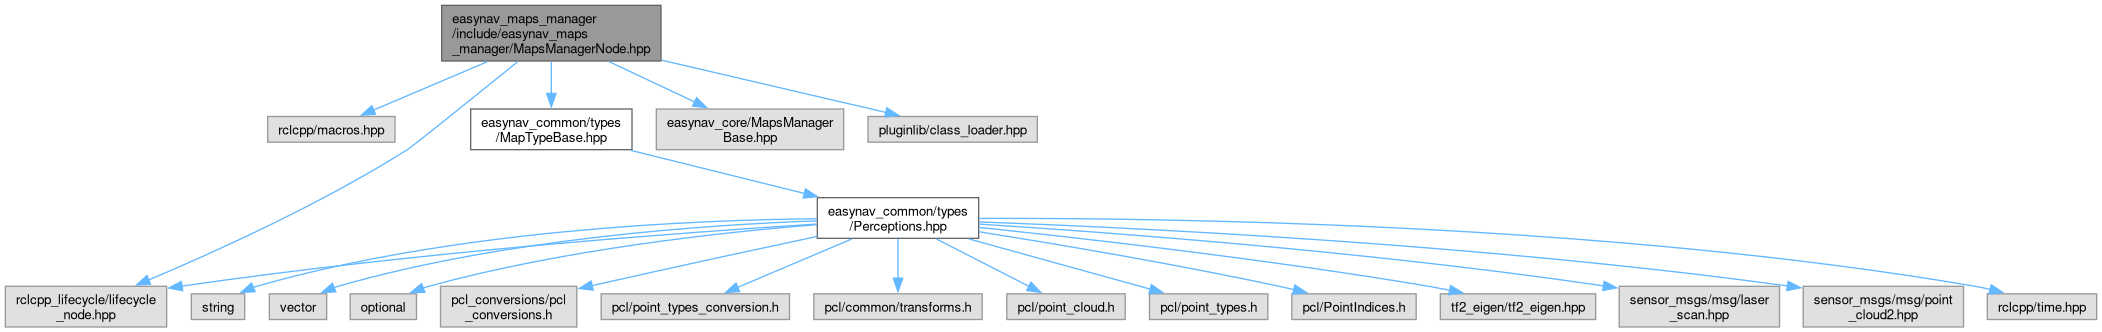 easynav_maps_manager
/include/easynav_maps
_manager/MapsManagerNode.hpp
rclcpp/macros.hpp
easynav_common/types
/MapTypeBase.hpp
easynav_core/MapsManager
Base.hpp
pluginlib/class_loader.hpp
easynav_common/types
/Perceptions.hpp
rclcpp_lifecycle/lifecycle
_node.hpp
string
vector
optional
pcl_conversions/pcl
_conversions.h
pcl/point_types_conversion.h
pcl/common/transforms.h
pcl/point_cloud.h
pcl/point_types.h
pcl/PointIndices.h
tf2_eigen/tf2_eigen.hpp
sensor_msgs/msg/laser
_scan.hpp
sensor_msgs/msg/point
_cloud2.hpp
rclcpp/time.hpp